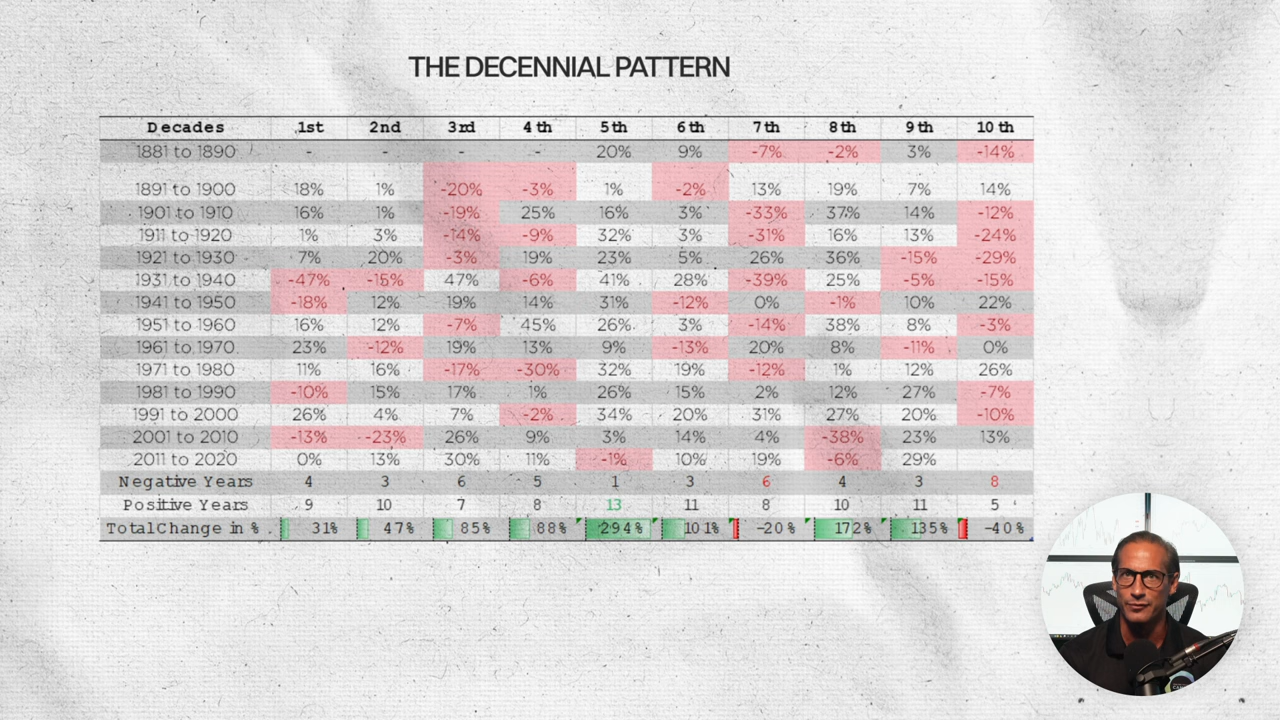 THE DECENNIAL PATTERN
Decades 1st 2nd 3rd 4th 5th 6th 7th 8th 9th 10th
1881 to 1890 - - - - 20% 9% -7% -2% 3% -14%
1891 to 1900 18% 1% -20% -3% 1% -2% 13% 19% 7% 14%
1901 to 1910 16% 1% -19% 25% 16% 3% -33% 37% 14% -12%
1911 to 1920 1% 3% -14% -9% 32% 3% -31% 16% 13% -24%
1921 to 1930 7% 20% -3% 19% 23% 5% 26% 36% -15% -29%
1931 to 1940 -47% -15% 47% -6% 41% 28% -39% 25% -5% -15%
1941 to 1950 -18% 12% 19% 14% 31% -12% 0% -1% 10% 22%
1951 to 1960 16% 12% -7% 45% 26% 3% -14% 38% 8% -3%
1961 to 1970 23% -12% 19% 13% 9% -13% 20% 8% -11% 0%
1971 to 1980 11% 16% -17% -30% 32% 19% -12% 1% 12% 26%
1981 to 1990 -10% 15% 17% 1% 26% 15% 2% 12% 27% -7%
1991 to 2000 26% 4% 7% -2% 34% 20% 31% 27% 20% -10%
2001 to 2010 -13% -23% 26% 9% 3% 14% 4% -38% 23% 13%
2011 to 2020 0% 13% 30% 11% -1% 10% 19% -6% 29%
Negative Years 4 3 6 5 1 3 6 4 3 8
Positive Years 9 10 7 8 13 11 8 10 11 5
Total Change in % 31% 47% 85% 88% 294% 101% -20% 172% 135% -40%